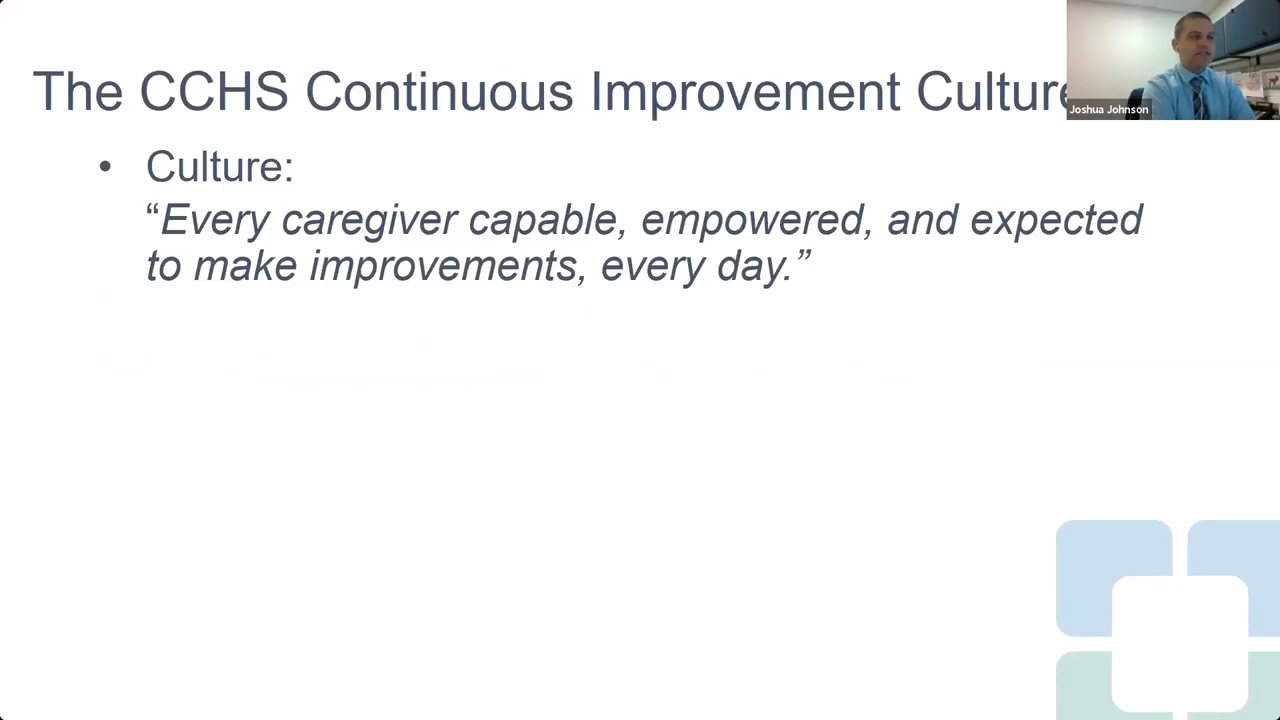 The CCHS Continuous Improvement Culture
Joshua Johnson
• Culture:
“Every caregiver capable, empowered, and expected
to make improvements, every day.”